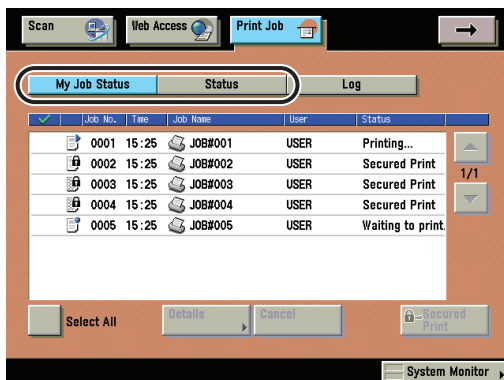 Scan Web Access Print Job
My Job Status Status Log
Job No. Time Job Name User Status
0001 15:25 JOB#001 USER Printing...
0002 15:25 JOB#002 USER Secured Print
0003 15:25 JOB#003 USER Secured Print
0004 15:25 JOB#004 USER Secured Print
0005 15:25 JOB#005 USER Waiting to print.
1/1
Select All Details Cancel Secured
Print
System Monitor